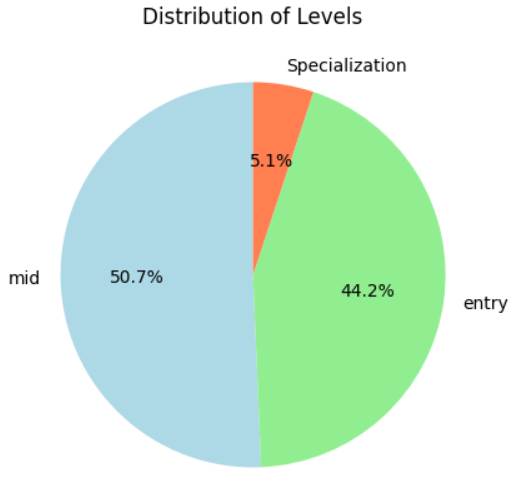 Distribution of Levels
Specialization
5.1%
mid
50.7%
44.2%
entry